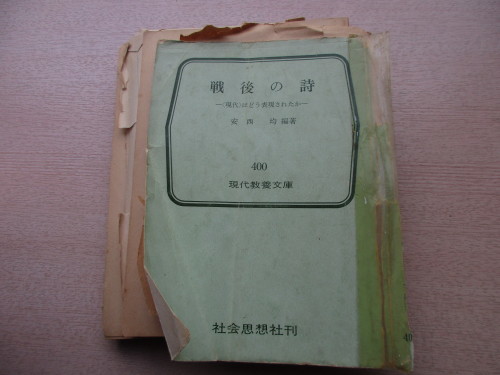 戦後の詩
―〈現代〉はどう表現されたか―
安西均編著
400
現代教養文庫
社会思想社刊
40